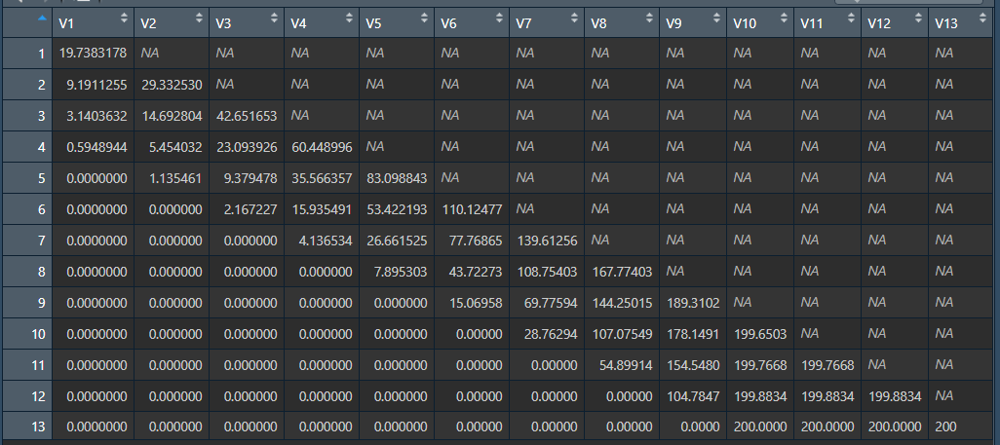 V1 V2 V3 V4 V5 V6 V7 V8 V9 V10 V11 V12 V13
1 19.7383178 NA NA NA NA NA NA NA NA NA NA NA NA
2 9.1911255 29.332530 NA NA NA NA NA NA NA NA NA NA NA
3 3.1403632 14.692804 42.651653 NA NA NA NA NA NA NA NA NA NA
4 0.5948944 5.454032 23.093926 60.448996 NA NA NA NA NA NA NA NA NA
5 0.0000000 1.135461 9.379478 35.566357 83.098843 NA NA NA NA NA NA NA NA
6 0.0000000 0.000000 2.167227 15.935491 53.422193 110.12477 NA NA NA NA NA NA NA
7 0.0000000 0.000000 0.000000 4.136534 26.661525 77.76865 139.61256 NA NA NA NA NA NA
8 0.0000000 0.000000 0.000000 0.000000 7.895303 43.72273 108.75403 167.77403 NA NA NA NA NA
9 0.0000000 0.000000 0.000000 0.000000 0.000000 15.06958 69.77594 144.25015 189.3102 NA NA NA NA
10 0.0000000 0.000000 0.000000 0.000000 0.000000 0.00000 28.76294 107.07549 178.1491 199.6503 NA NA NA
11 0.0000000 0.000000 0.000000 0.000000 0.000000 0.00000 0.00000 54.89914 154.5480 199.7668 199.7668 NA NA
12 0.0000000 0.000000 0.000000 0.000000 0.000000 0.00000 0.00000 0.00000 104.7847 199.8834 199.8834 199.8834 NA
13 0.0000000 0.000000 0.000000 0.000000 0.000000 0.00000 0.00000 0.00000 0.0000 200.0000 200.0000 200.0000 200